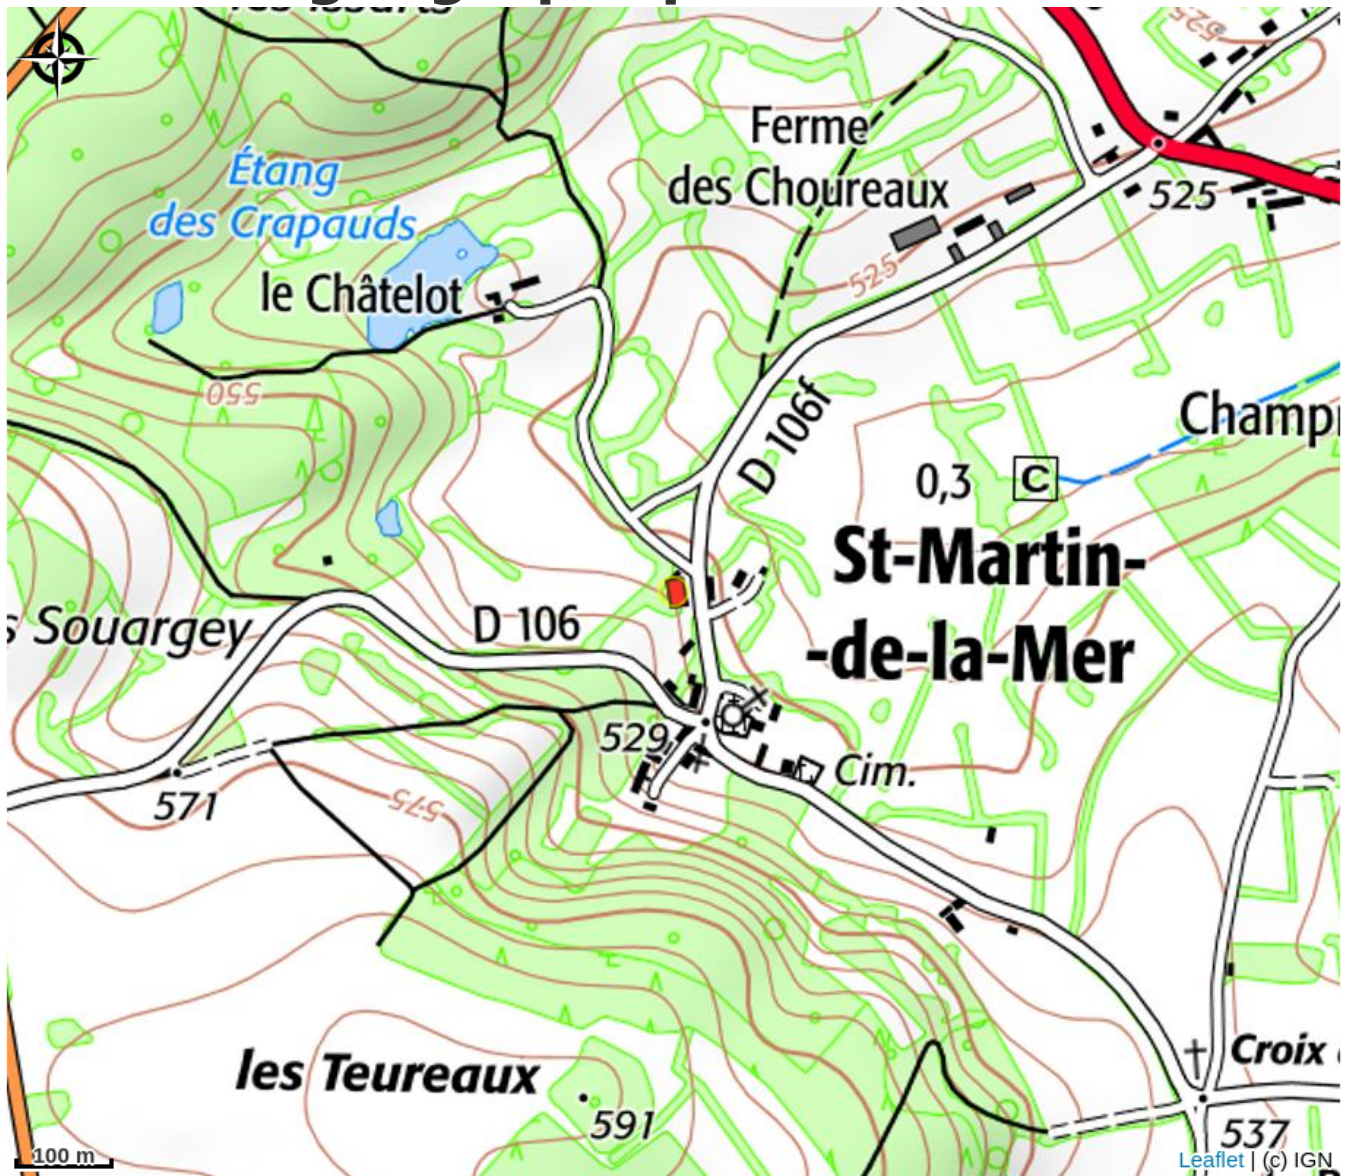 525
Ferme
des Choureaux
525
Étang
des Crapauds
le Châtelot
525
550
D 106f
Champ
0,3
C
St-Martin-
-de-la-Mer
Souargey
D 106
529
Cim.
571
575
les Teureaux
591
Croix
537
100 m
Leaflet | (c) IGN